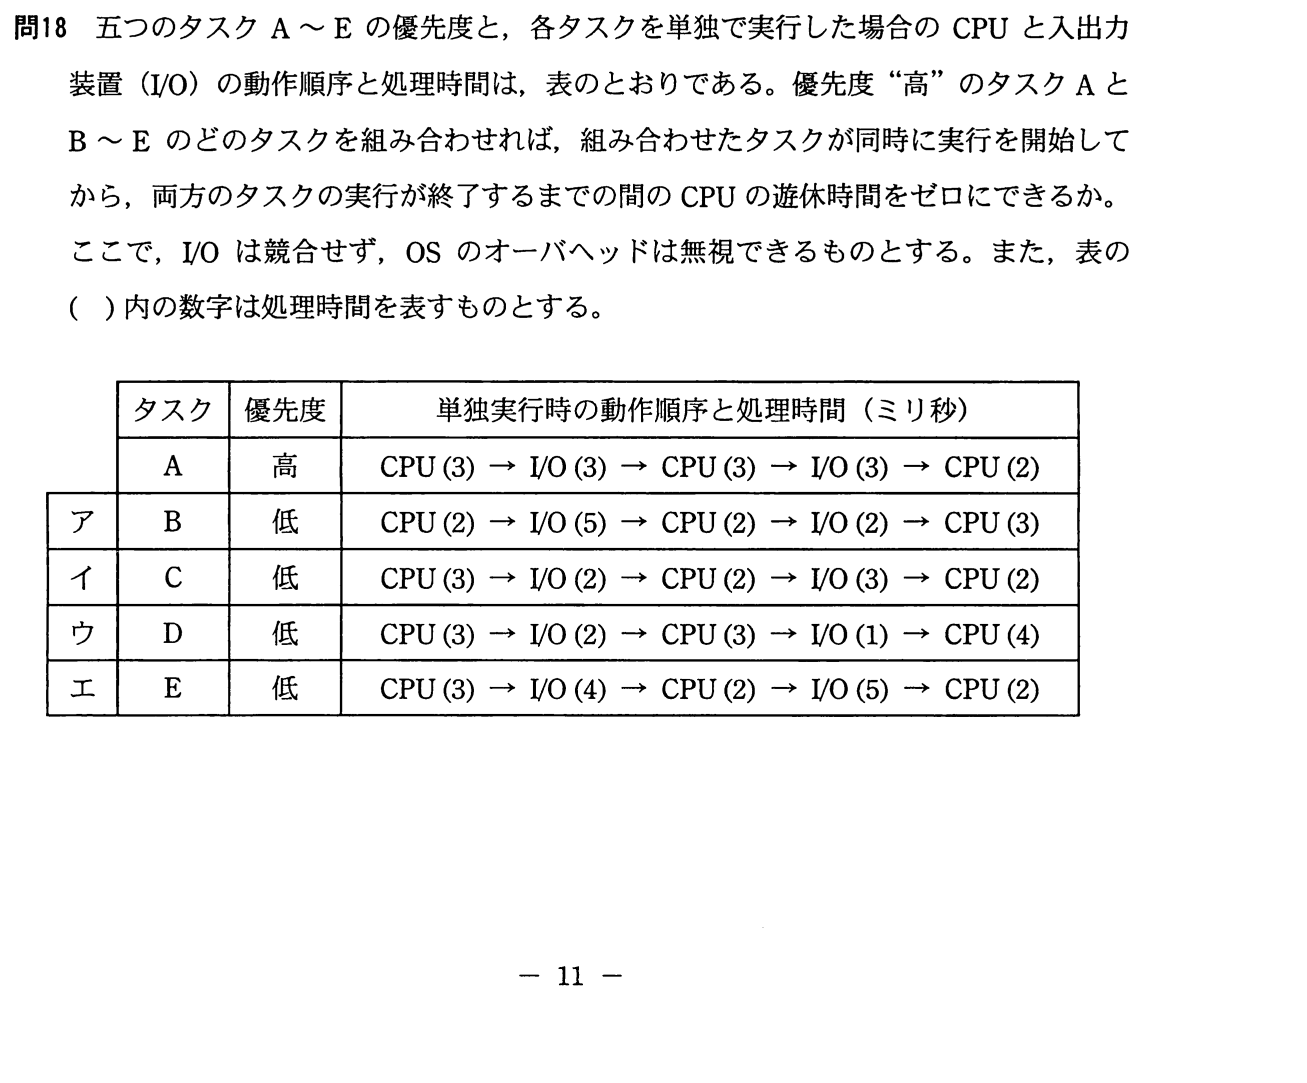 問18 五つのタスク A ～ E の優先度と，各タスクを単独で実行した場合の CPU と入出力
装置（I/O）の動作順序と処理時間は，表のとおりである。優先度 “高” のタスク A と
B ～ E のどのタスクを組み合わせれば，組み合わせたタスクが同時に実行を開始して
から，両方のタスクの実行が終了するまでの間の CPU の遊休時間をゼロにできるか。
ここで，I/O は競合せず，OS のオーバヘッドは無視できるものとする。また，表の
( ) 内の数字は処理時間を表すものとする。
タスク 優先度 単独実行時の動作順序と処理時間（ミリ秒）
A 高 CPU (3) → I/O (3) → CPU (3) → I/O (3) → CPU (2)
ア B 低 CPU (2) → I/O (5) → CPU (2) → I/O (2) → CPU (3)
イ C 低 CPU (3) → I/O (2) → CPU (2) → I/O (3) → CPU (2)
ウ D 低 CPU (3) → I/O (2) → CPU (3) → I/O (1) → CPU (4)
エ E 低 CPU (3) → I/O (4) → CPU (2) → I/O (5) → CPU (2)
－ 11 －